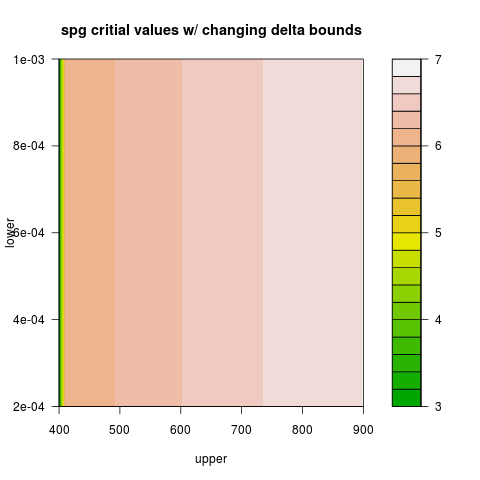 spg critial values w/ changing delta bounds
1e-03
8e-04
6e-04
4e-04
2e-04
lower
400
500
600
700
800
900
upper
7
6
5
4
3